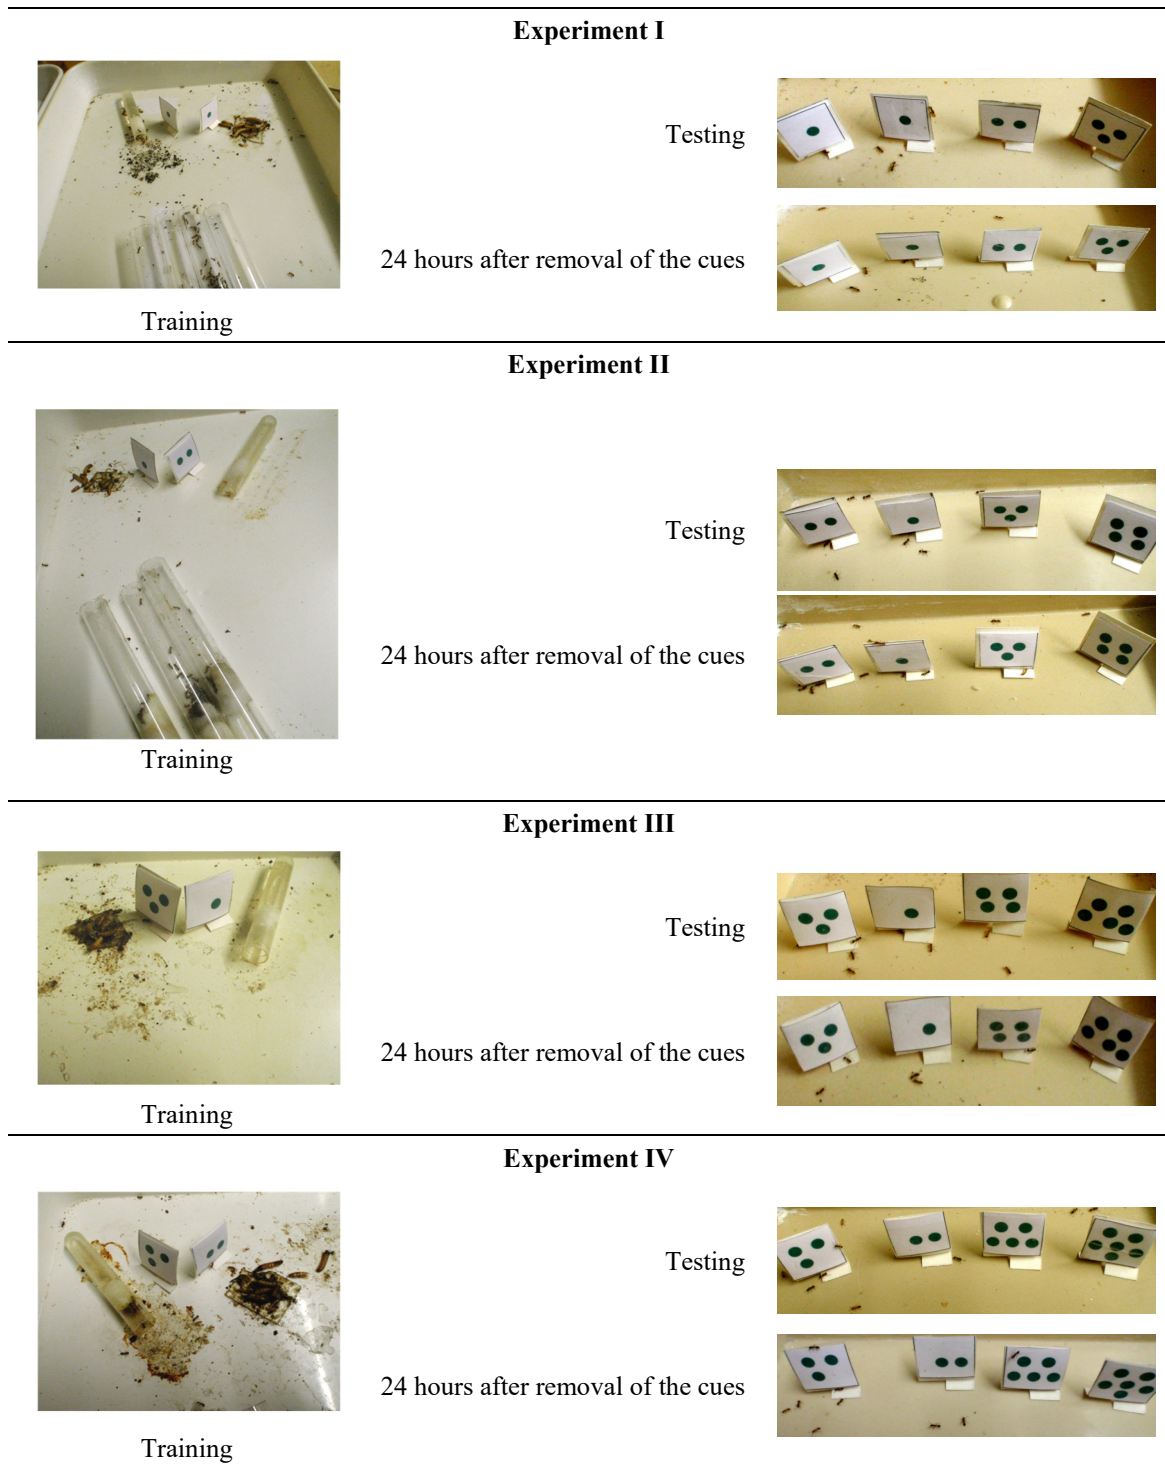 Experiment I
Testing
24 hours after removal of the cues
Training
Experiment II
Testing
24 hours after removal of the cues
Training
Experiment III
Testing
24 hours after removal of the cues
Training
Experiment IV
Testing
24 hours after removal of the cues
Training